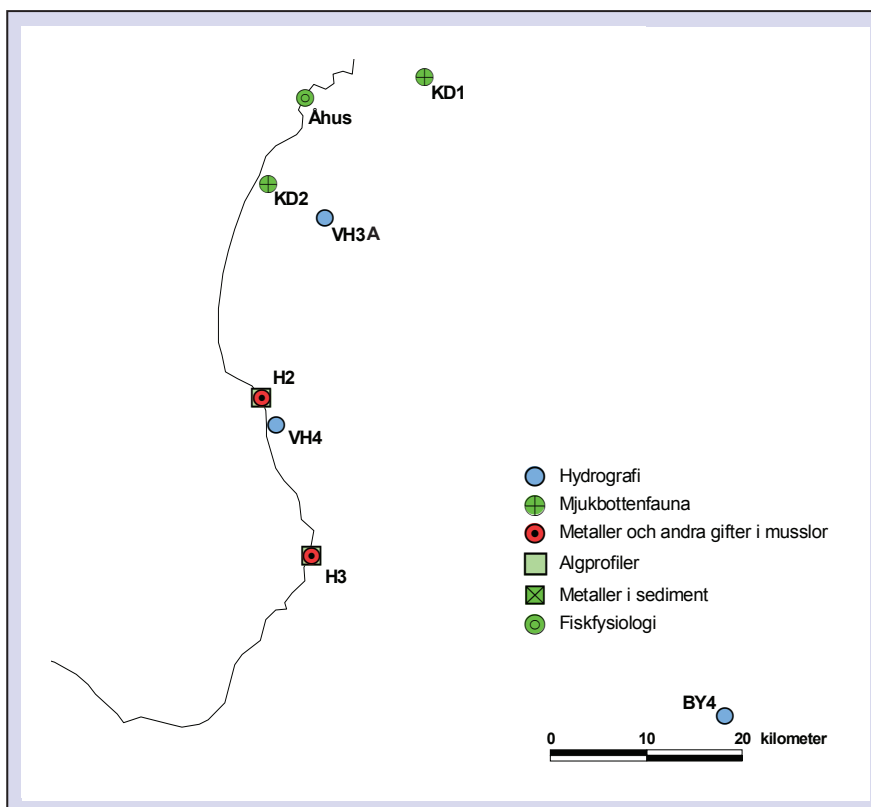 KD1
Åhus
KD2
VH3A
H2
VH4
H3
Hydrografi
Mjukbottenfauna
Metaller och andra gifter i musslor
Algprofiler
Metaller i sediment
Fiskfysiologi
BY4
0 10 20 kilometer